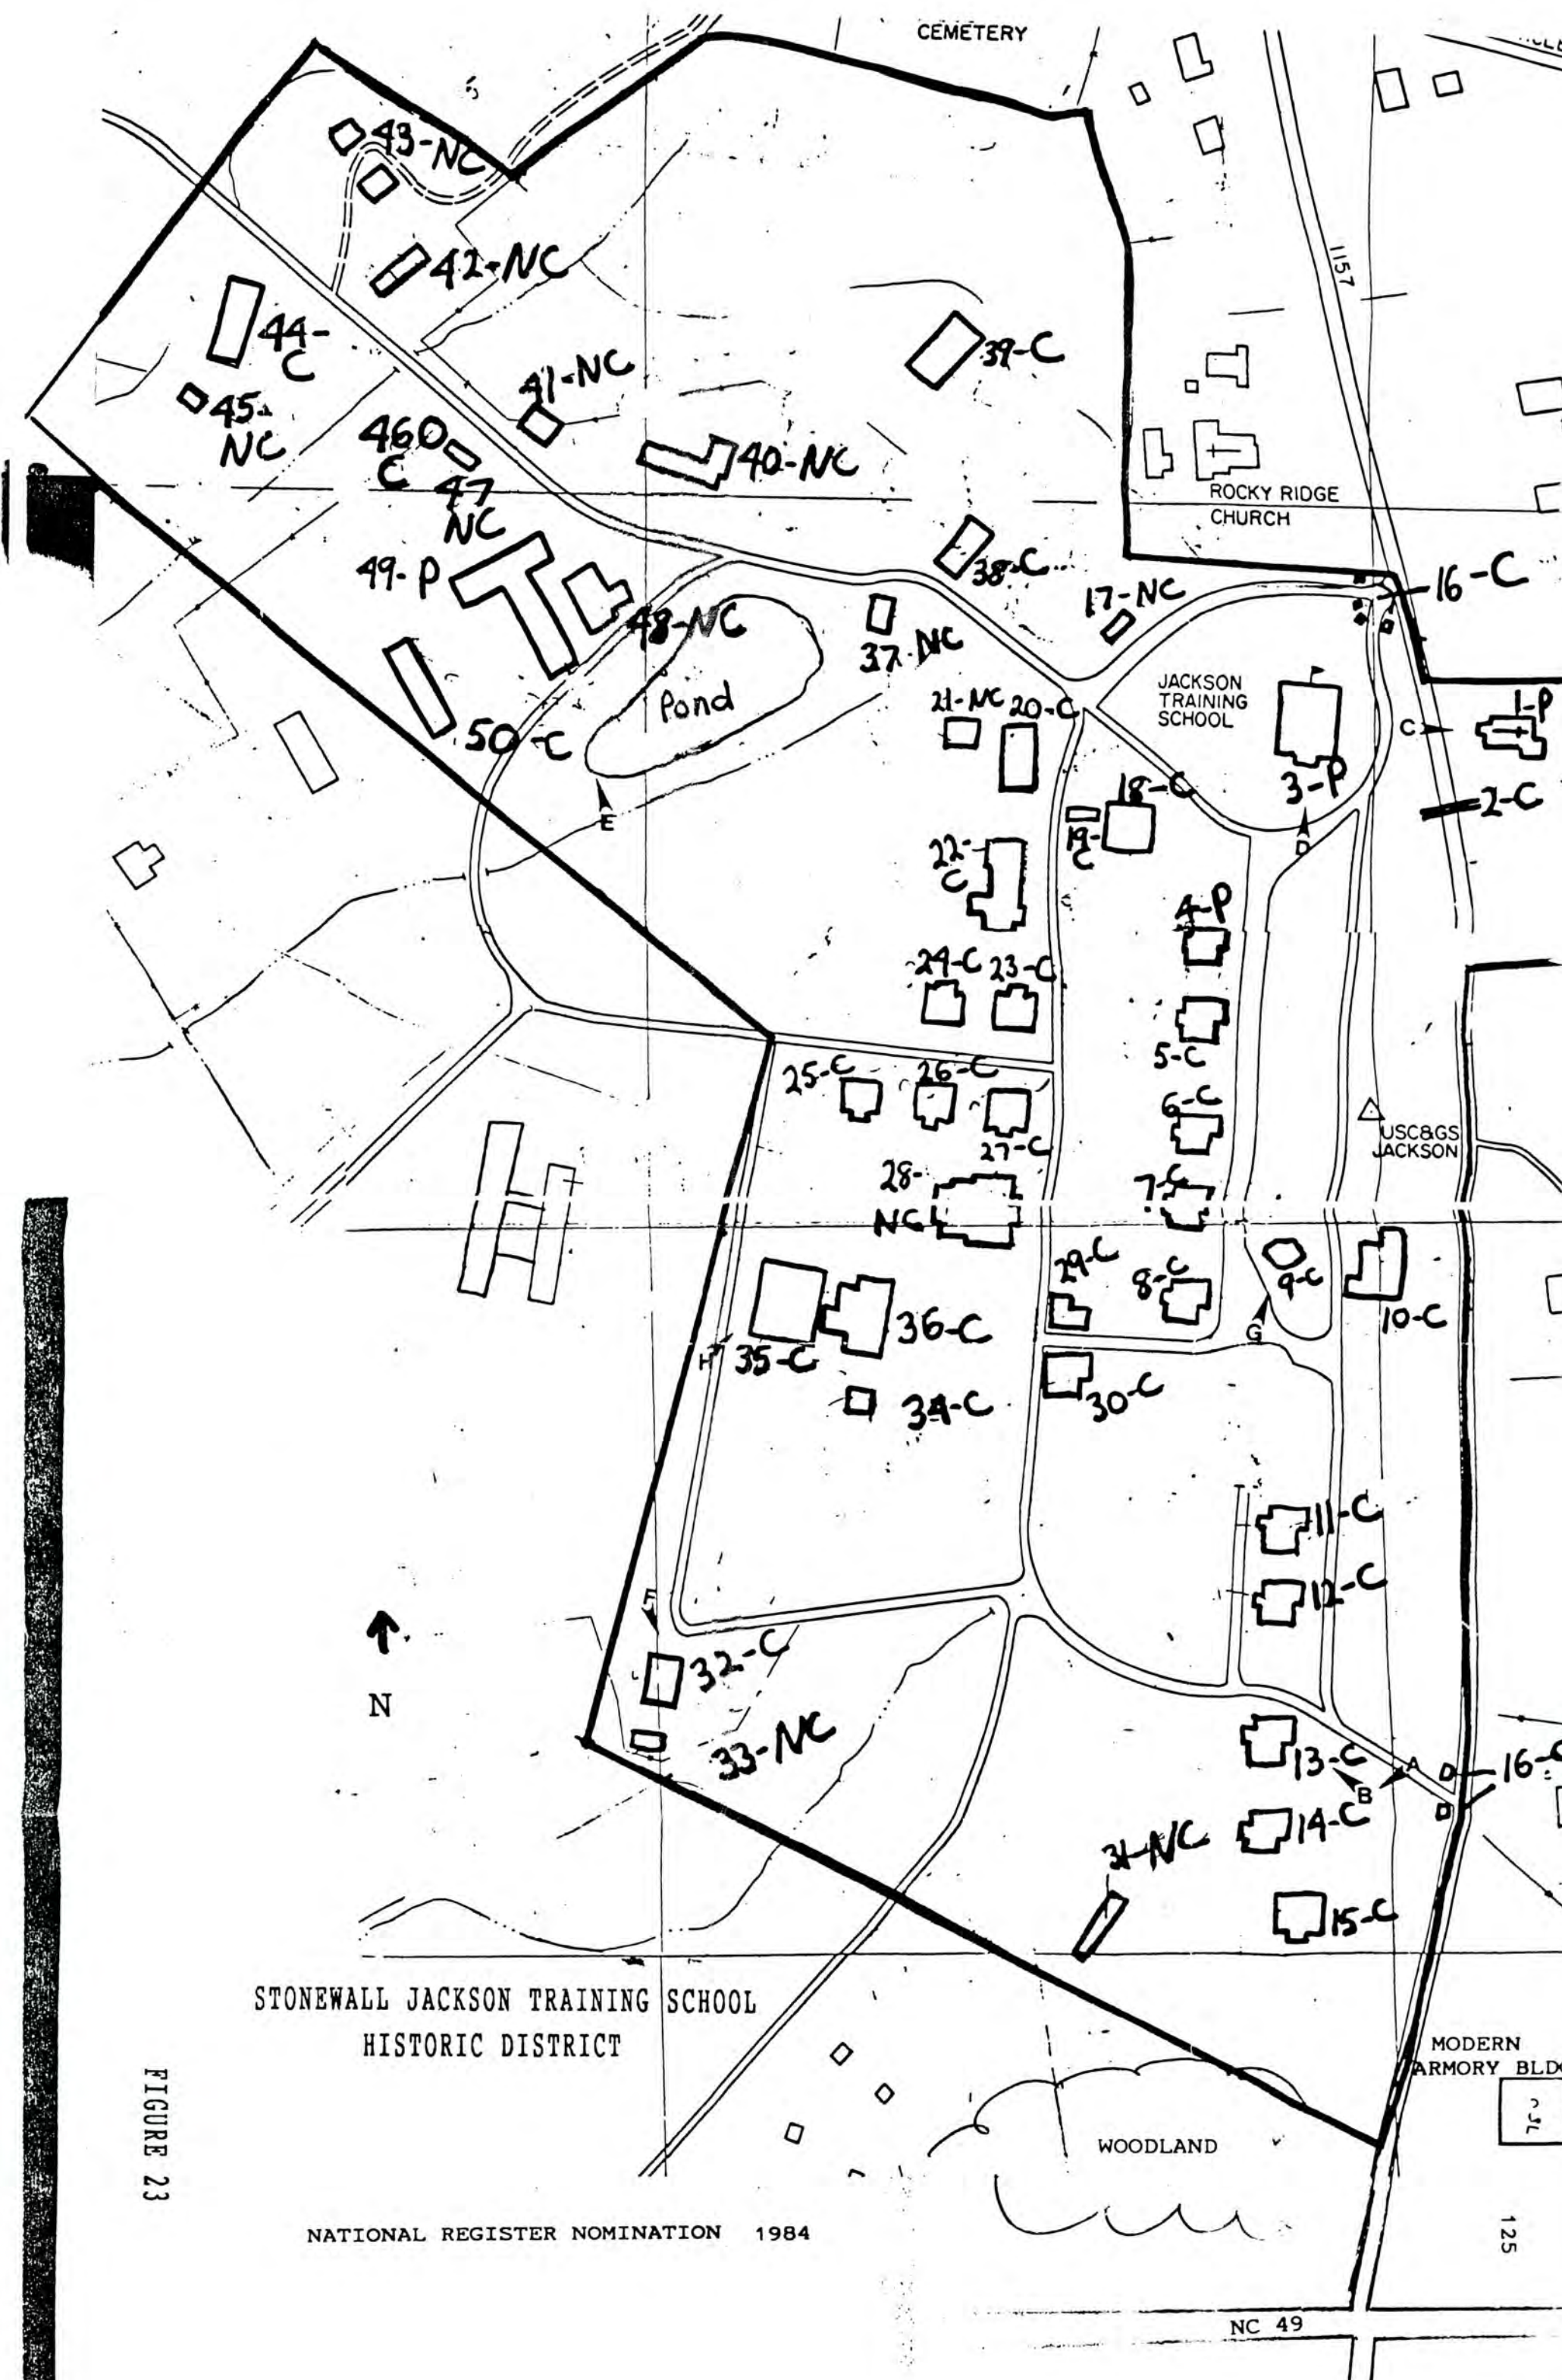 CEMETERY
43-NC
42-NC
1157
44-
C
39-C
41-NC
45-
NC
460
C
40-NC
47
NC
ROCKY RIDGE
CHURCH
49-P
38-C
16-C
17-NC
48-NC
37-NC
JACKSON
TRAINING
SCHOOL
Pond
21-NC
20-C
1-P
C
50-C
3-P
18-C
2-C
E
19-
C
D
22-
C
4-P
24-C
23-C
5-C
25-C
26-C
6-C
USC&GS
JACKSON
27-C
28-
NC
7-C
29-C
8-C
9-C
10-C
36-C
G
H
35-C
30-C
34-C
11-C
12-C
F
N
32-C
33-NC
13-C
A
16-C
B
14-C
31-NC
15-C
STONEWALL JACKSON TRAINING SCHOOL
HISTORIC DISTRICT
MODERN
ARMORY BLD
FIGURE 23
WOODLAND
NATIONAL REGISTER NOMINATION 1984
125
NC 49